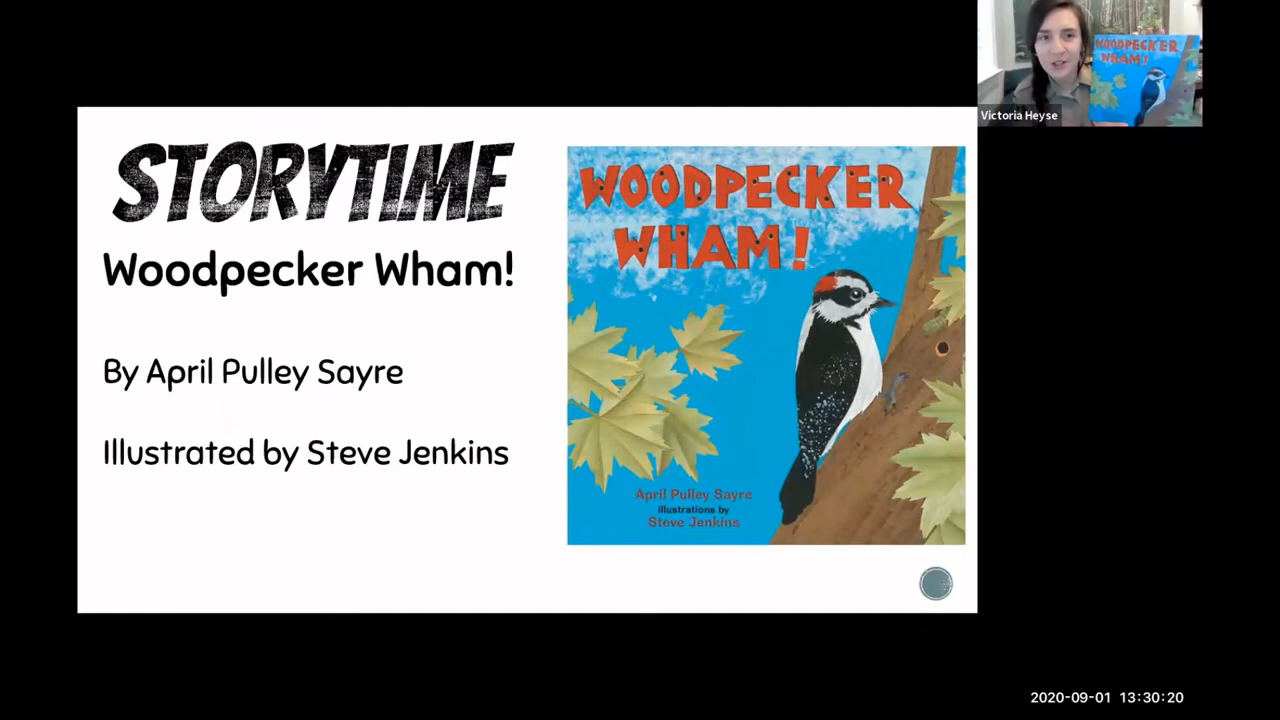 STORYTIME
Woodpecker Wham!
By April Pulley Sayre
Illustrated by Steve Jenkins
WOODPECKER
WHAM!
April Pulley Sayre
illustrations by
Steve Jenkins
WOODPECKER
WHAM!
Victoria Heyse
2020-09-01 13:30:20